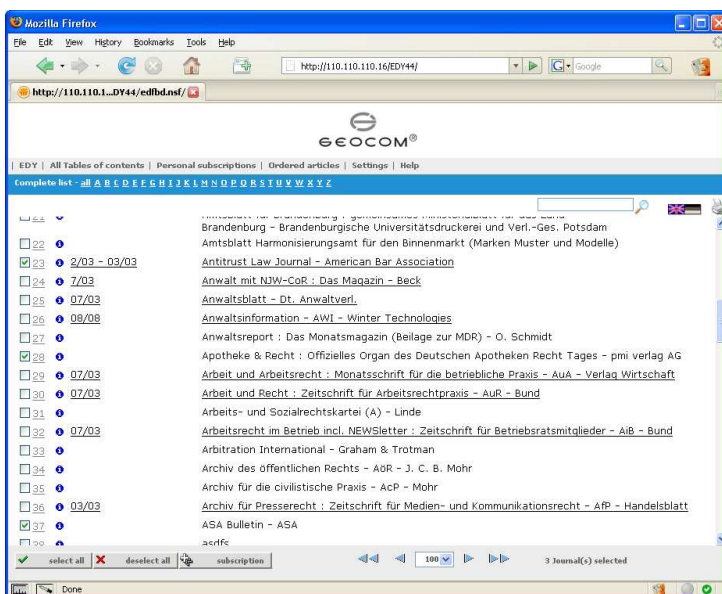 Mozilla Firefox
File Edit View History Bookmarks Tools Help
http://110.110.110.16/EDY44/ G Google
http://110.110.1...DY44/edfbd.nsf/
GEOCOM®
| EDY | All Tables of contents | Personal subscriptions | Ordered articles | Settings | Help
Complete list - all A B C D E F G H I J K L M N O P Q R S T U V W X Y Z
21 Amtsblatt für Brandenburg : gemeinsames Ministerialblatt für das Land
Brandenburg - Brandenburgische Universitätsdruckerei und Verl.-Ges. Potsdam
22 Amtsblatt Harmonisierungsamt für den Binnenmarkt (Marken Muster und Modelle)
23 2/03 - 03/03 Antitrust Law Journal - American Bar Association
24 7/03 Anwalt mit NJW-CoR : Das Magazin - Beck
25 07/03 Anwaltsblatt - Dt. Anwaltverl.
26 08/08 Anwaltsinformation - AWI - Winter Technologies
27 Anwaltsreport : Das Monatsmagazin (Beilage zur MDR) - O. Schmidt
28 Apotheke & Recht : Offizielles Organ des Deutschen Apotheken Recht Tages - pmi verlag AG
29 07/03 Arbeit und Arbeitsrecht : Monatsschrift für die betriebliche Praxis - AuA - Verlag Wirtschaft
30 07/03 Arbeit und Recht : Zeitschrift für Arbeitsrechtpraxis - AuR - Bund
31 Arbeits- und Sozialrechtskartei (A) - Linde
32 07/03 Arbeitsrecht im Betrieb incl. NEWSletter : Zeitschrift für Betriebsratsmitglieder - AiB - Bund
33 Arbitration International - Graham & Trotman
34 Archiv des öffentlichen Rechts - AöR - J. C. B. Mohr
35 Archiv für die civilistische Praxis - AcP - Mohr
36 03/03 Archiv für Presserecht : Zeitschrift für Medien- und Kommunikationsrecht - AfP - Handelsblatt
37 ASA Bulletin - ASA
38 asdfs
select all deselect all subscription 100 3 Journal(s) selected
Done